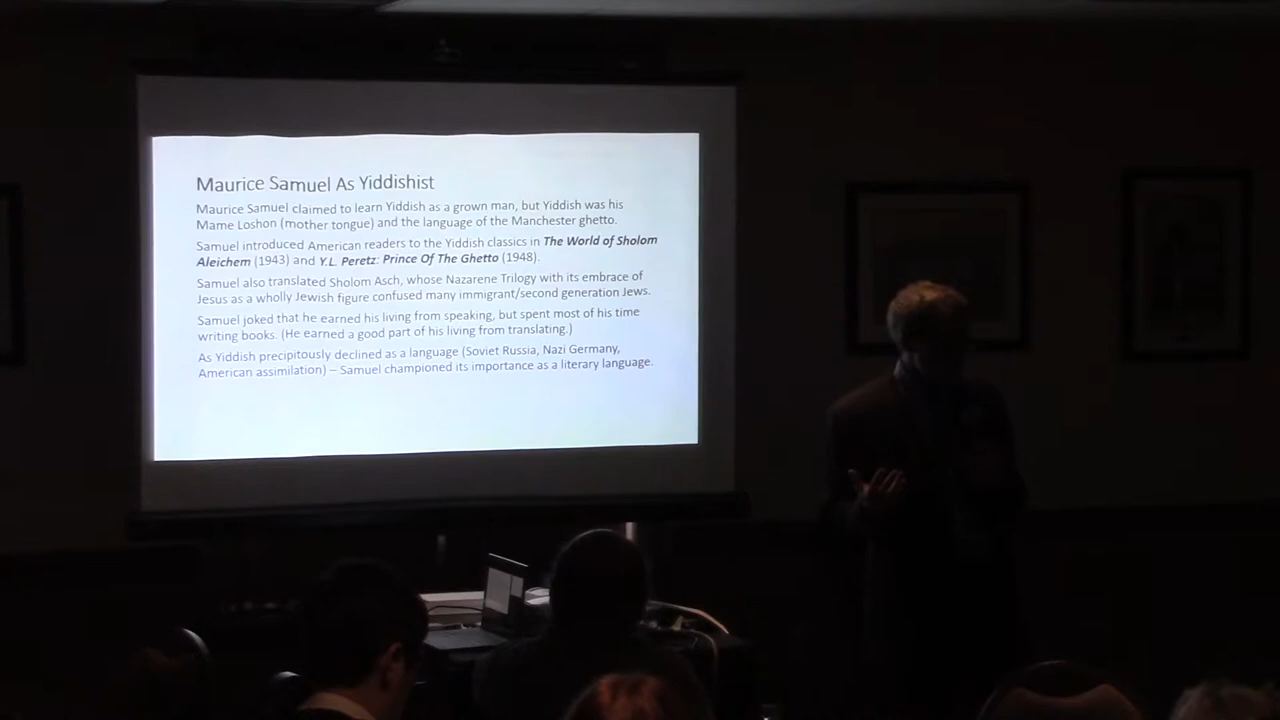 Maurice Samuel As Yiddishist
Maurice Samuel claimed to learn Yiddish as a grown man, but Yiddish was his
Mame Loshon (mother tongue) and the language of the Manchester ghetto.
Samuel introduced American readers to the Yiddish classics in The World of Sholom
Aleichem (1943) and Y.L. Peretz: Prince Of The Ghetto (1948).
Samuel also translated Sholom Asch, whose Nazarene Trilogy with its embrace of
Jesus as a wholly Jewish figure confused many immigrant/second generation Jews.
Samuel joked that he earned his living from speaking, but spent most of his time
writing books. (He earned a good part of his living from translating.)
As Yiddish precipitously declined as a language (Soviet Russia, Nazi Germany,
American assimilation) – Samuel championed its importance as a literary language.